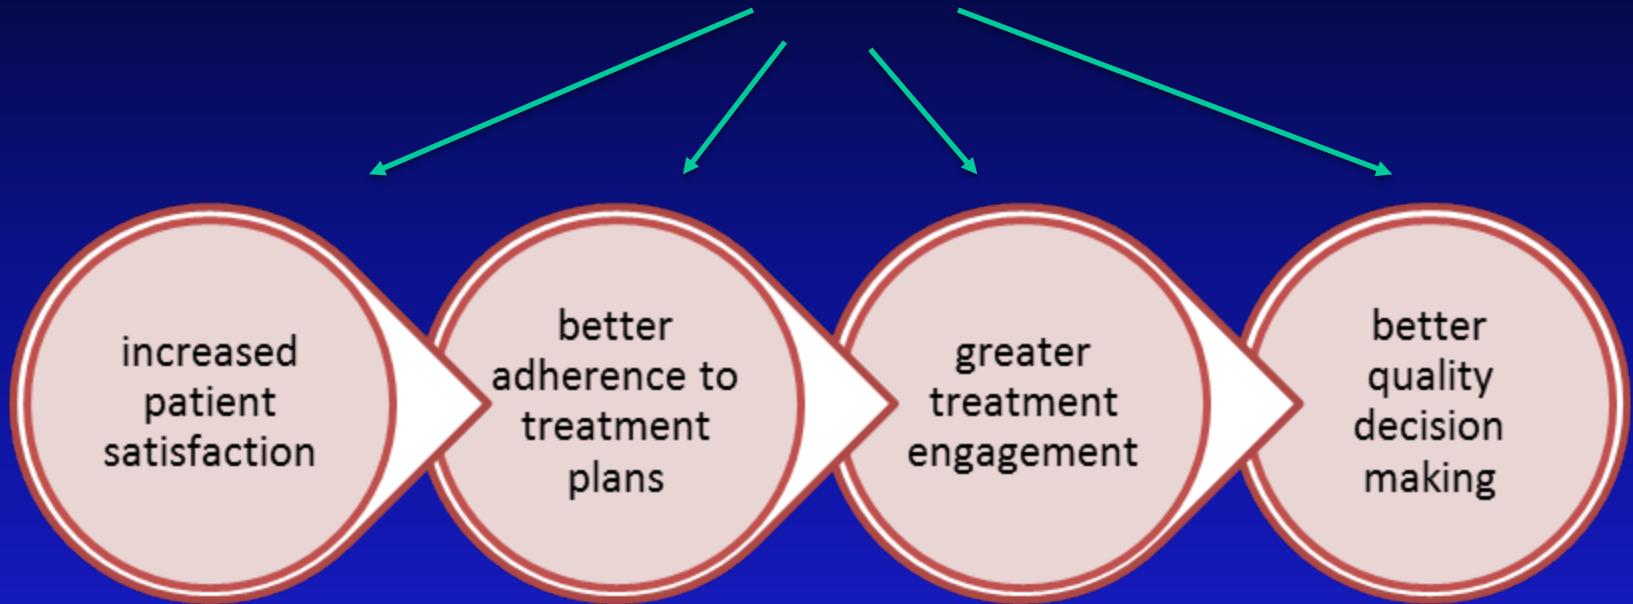 increased
patient
satisfaction
better
adherence to
treatment
plans
greater
treatment
engagement
better
quality
decision
making